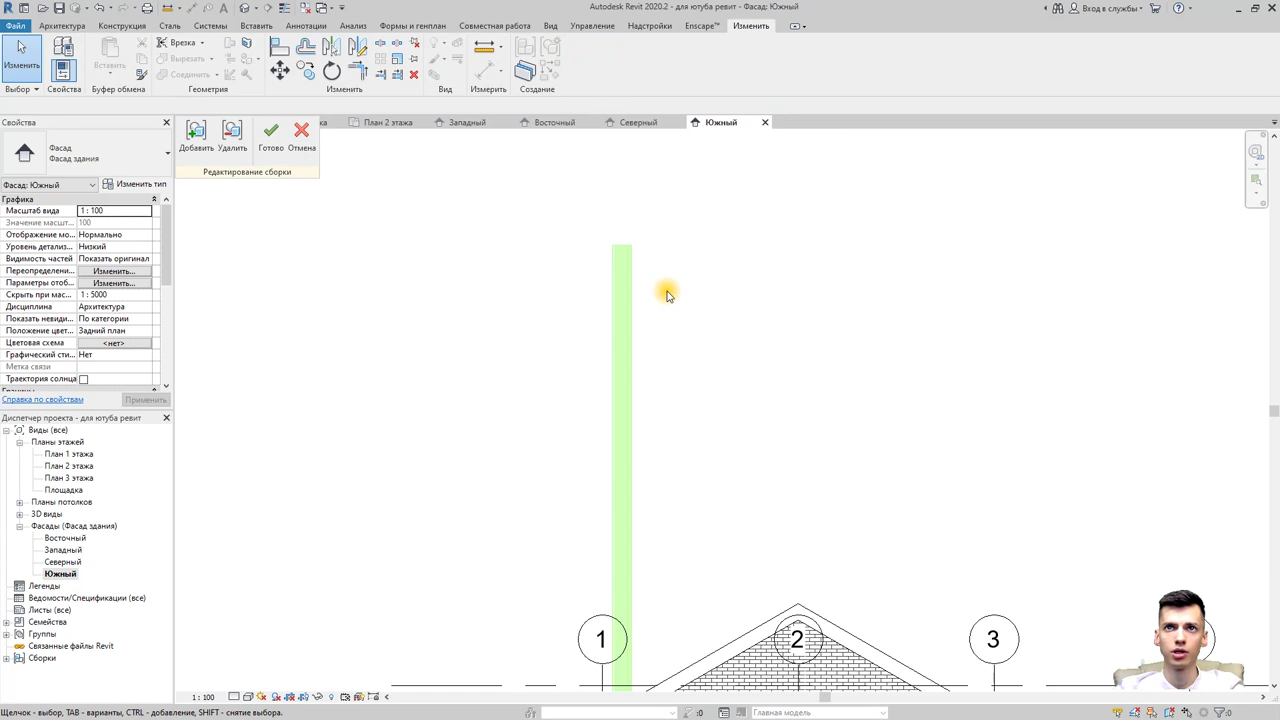 Autodesk Revit 2020.2 - для ютуба ревит - Фасад: Южный
Вход в службы
Файл Архитектура Конструкция Сталь Системы Вставить Аннотации Анализ Формы и генплан Совместная работа Вид Управление Надстройки Enscape™ Изменить
Изменить
Вставить
Врезка
Вырезать
Соединить
Выбор Свойства Буфер обмена Геометрия Изменить Вид Измерить Создание
План 2 этажа Западный Восточный Северный Южный
Свойства
Фасад
Фасад здания
Фасад: Южный
Изменить тип
Графика
Масштаб вида 1 : 100
Значение масшт... 100
Отображение мо... Нормально
Уровень детализ... Низкий
Видимость частей Показать оригинал
Переопределени... Изменить...
Параметры отоб... Изменить...
Скрыть при мас... 1 : 5000
Дисциплина Архитектура
Показать невиди... По категории
Положение цвет... Задний план
Цветовая схема <нет>
Графический сти... Нет
Метка связи
Траектория солнца
Справка по свойствам
Применить
Добавить Удалить Готово Отмена
Редактирование сборки
Диспетчер проекта - для ютуба ревит
Виды (все)
Планы этажей
План 1 этажа
План 2 этажа
План 3 этажа
Площадка
Планы потолков
3D виды
Фасады (Фасад здания)
Восточный
Западный
Северный
Южный
Легенды
Ведомости/Спецификации (все)
Листы (все)
Семейства
Группы
Связанные файлы Revit
Сборки
1 2 3
1 : 100
Щелчок - выбор, TAB - варианты, CTRL - добавление, SHIFT - снятие выбора.
:0
Главная модель
:0